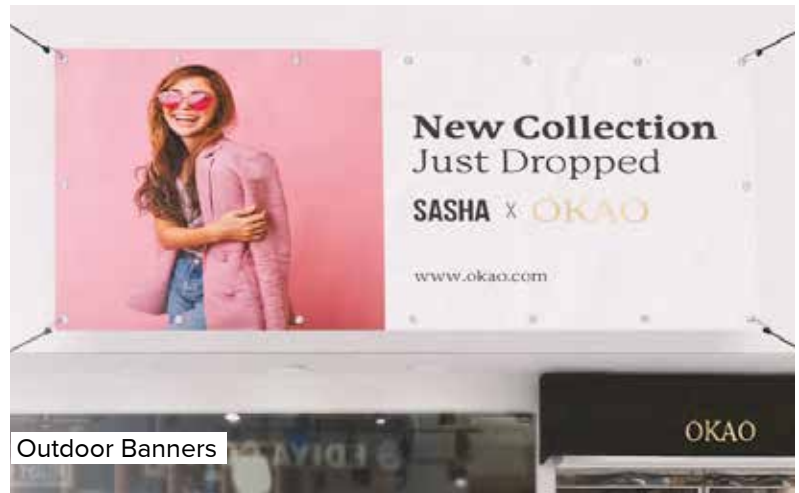 New Collection
Just Dropped
SASHA X OKAO
www.okao.com
OKAO
Outdoor Banners